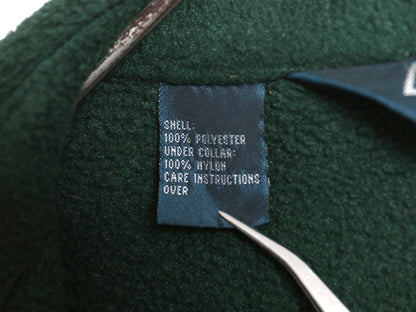 SHELL:
100% POLYESTER
UNDER COLLAR:
100% NYLON
CARE INSTRUCTIONS
OVER